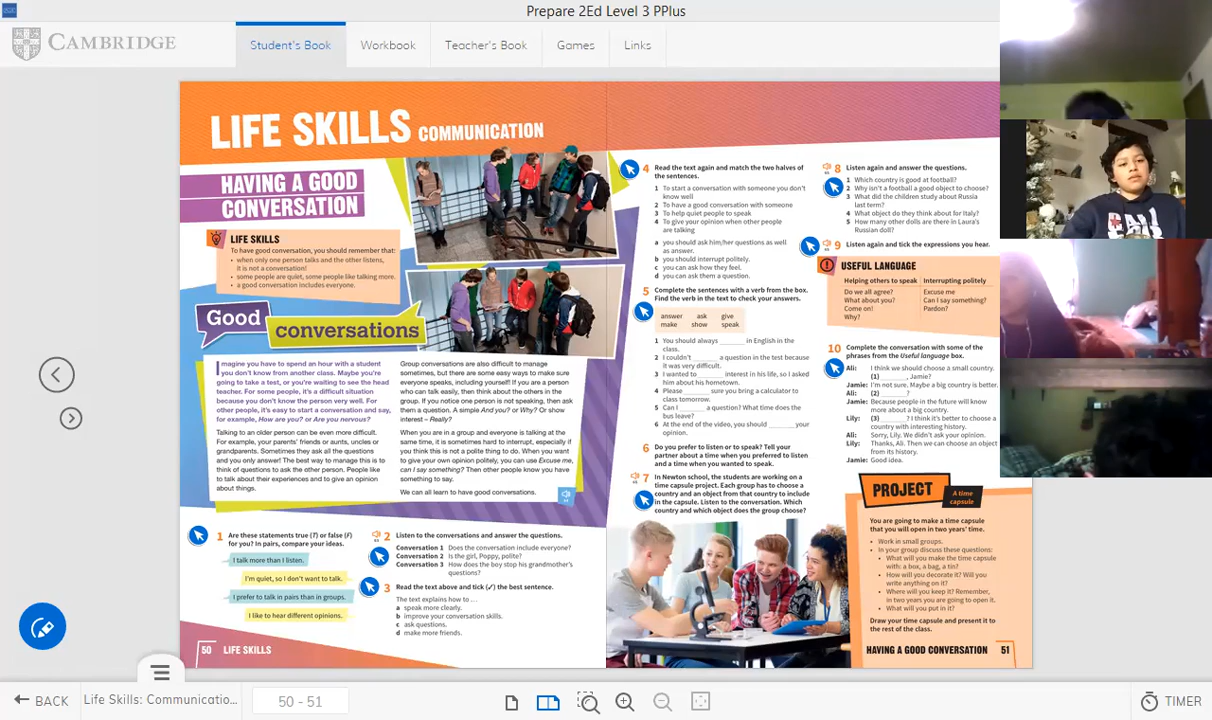 Prepare 2Ed Level 3 PPlus
CAMBRIDGE
Student's Book
Workbook
Teacher's Book
Games
Links
LIFE SKILLS COMMUNICATION
HAVING A GOOD
CONVERSATION
LIFE SKILLS
To have good conversation, you should remember that:
• when only one person talks and the other listens,
it is not a conversation!
• some people are quiet, some people like talking more.
• a good conversation includes everyone.
Good
conversations
Imagine you have to spend an hour with a student
you don't know from another class. Maybe you're
going to take a test, or you're waiting to see the head
teacher. For some people, it's a difficult situation
because you don't know the person very well. For
other people, it's easy to start a conversation and say,
for example, How are you? or Are you nervous?
Talking to an older person can be even more difficult.
For example, your parents' friends or aunts, uncles or
grandparents. Sometimes they ask all the questions
and you only answer! The best way to manage this is to
think of questions to ask the other person. People like
to talk about their experiences and to give an opinion
about things.
Group conversations are also difficult to manage
sometimes, but there are some easy ways to make sure
everyone speaks, including yourself! If you are a person
who can talk easily, then think about the others in the
group. If you notice one person is not speaking, then ask
them a question. A simple And you? or Why? Or show
interest – Really?
When you are in a group and everyone is talking at the
same time, it is sometimes hard to interrupt, especially if
you think this is not a polite thing to do. When you want
to give your own opinion politely, you can use Excuse me,
can I say something? Then other people know you have
something to say.
We can all learn to have good conversations.
1 Are these statements true (T) or false (F)
for you? In pairs, compare your ideas.
I talk more than I listen.
I'm quiet, so I don't want to talk.
I prefer to talk in pairs than in groups.
I like to hear different opinions.
2 Listen to the conversations and answer the questions.
Conversation 1 Does the conversation include everyone?
Conversation 2 Is the girl, Poppy, polite?
Conversation 3 How does the boy stop his grandmother's
questions?
3 Read the text above and tick (✓) the best sentence.
The text explains how to …
a speak more clearly.
b improve your conversation skills.
c ask questions.
d make more friends.
50 LIFE SKILLS
4 Read the text again and match the two halves of
the sentences.
1 To start a conversation with someone you don't
know well
2 To have a good conversation with someone
3 To help quiet people to speak
4 To give your opinion when other people
are talking
a you should ask him/her questions as well
as answer.
b you should interrupt politely.
c you can ask how they feel.
d you can ask them a question.
5 Complete the sentences with a verb from the box.
Find the verb in the text to check your answers.
answer ask give
make show speak
1 You should always ______ in English in the
class.
2 I couldn't ______ a question in the test because
it was very difficult.
3 I wanted to ______ interest in his life, so I asked
him about his hometown.
4 Please ______ sure you bring a calculator to
class tomorrow.
5 Can I ______ a question? What time does the
bus leave?
6 At the end of the video, you should ______ your
opinion.
6 Do you prefer to listen or to speak? Tell your
partner about a time when you preferred to listen
and a time when you wanted to speak.
7 In Newton school, the students are working on a
time capsule project. Each group has to choose a
country and an object from that country to include
in the capsule. Listen to the conversation. Which
country and which object does the group choose?
8 Listen again and answer the questions.
1 Which country is good at football?
2 Why isn't a football a good object to choose?
3 What did the children study about Russia
last term?
4 What object do they think about for Italy?
5 How many other dolls are there in Laura's
Russian doll?
9 Listen again and tick the expressions you hear.
USEFUL LANGUAGE
Helping others to speak Interrupting politely
Do we all agree? Excuse me
What about you? Can I say something?
Come on! Pardon?
Why?
10 Complete the conversation with some of the
phrases from the Useful language box.
Ali: I think we should choose a small country.
(1) ______, Jamie?
Jamie: I'm not sure. Maybe a big country is better.
Ali: (2) ______?
Jamie: Because people in the future will know
more about a big country.
Lily: (3) ______? I think it's better to choose a
country with interesting history.
Ali: Sorry, Lily. We didn't ask your opinion.
Lily: Thanks, Ali. Then we can choose an object
from its history.
Jamie: Good idea.
PROJECT
A time
capsule
You are going to make a time capsule
that you will open in two years' time.
• Work in small groups.
• In your group discuss these questions:
• What will you make the time capsule
with: a box, a bag, a tin?
• How will you decorate it? Will you
write anything on it?
• Where will you keep it? Remember,
in two years you are going to open it.
• What will you put in it?
Draw your time capsule and present it to
the rest of the class.
HAVING A GOOD CONVERSATION 51
BACK
Life Skills: Communicatio...
50 - 51
TIMER